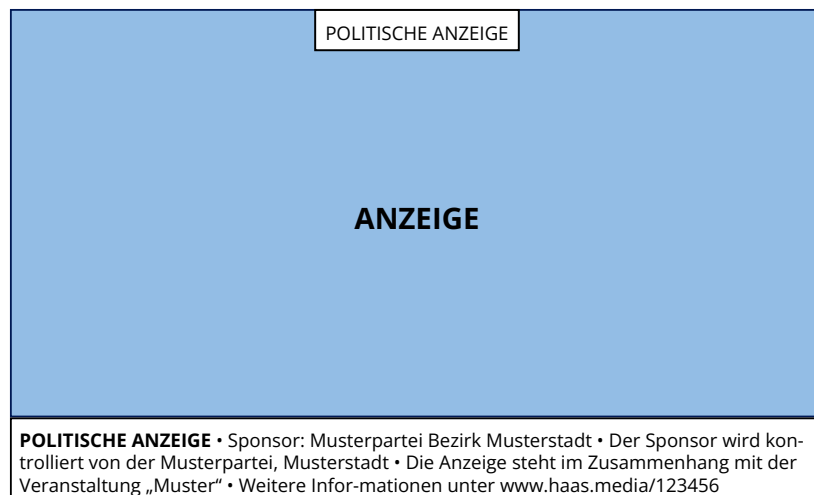 POLITISCHE ANZEIGE
ANZEIGE
POLITISCHE ANZEIGE • Sponsor: Musterpartei Bezirk Musterstadt • Der Sponsor wird kon-
trolliert von der Musterpartei, Musterstadt • Die Anzeige steht im Zusammenhang mit der
Veranstaltung „Muster“ • Weitere Infor-mationen unter www.haas.media/123456